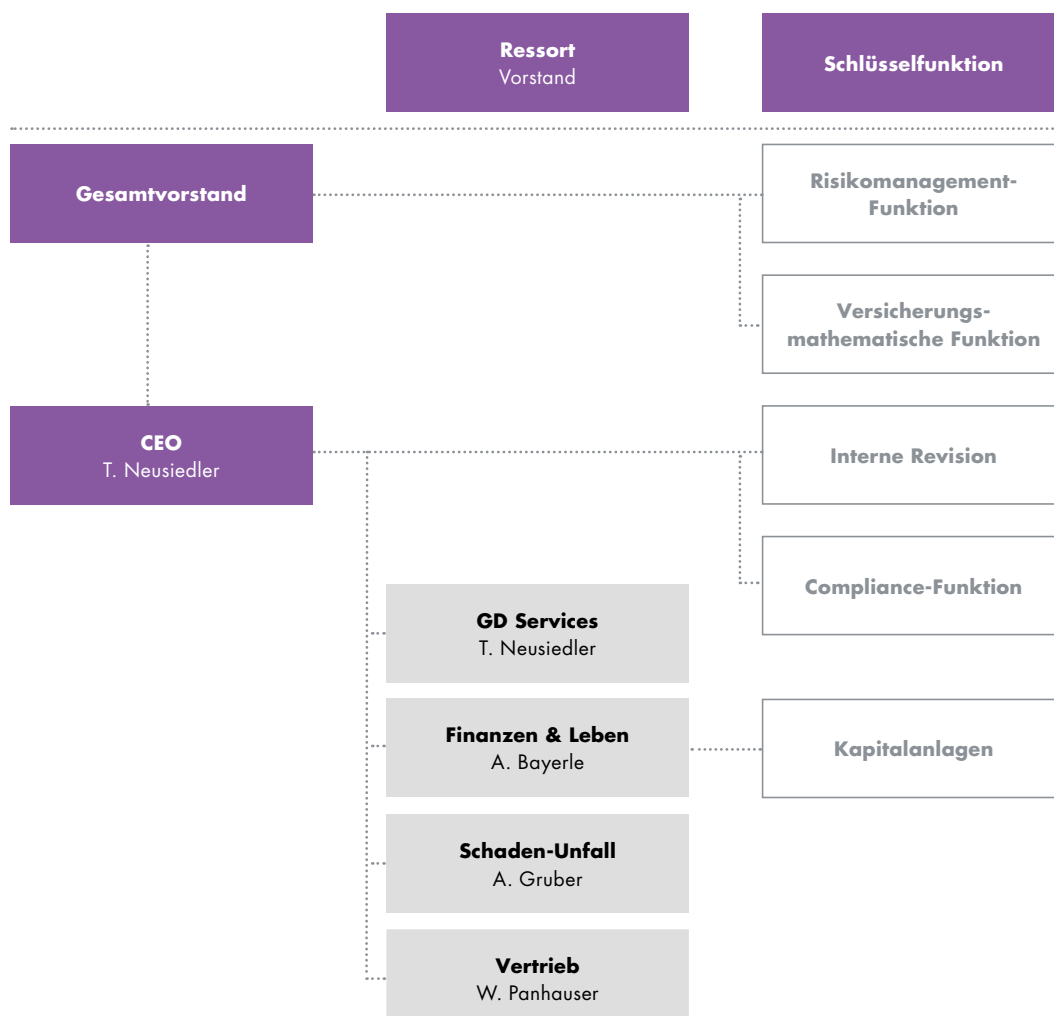 Ressort
Vorstand
Schlüsselfunktion
Gesamtvorstand
Risikomanagement-
Funktion
Versicherungs-
mathematische Funktion
CEO
T. Neusiedler
Interne Revision
Compliance-Funktion
GD Services
T. Neusiedler
Finanzen & Leben
A. Bayerle
Kapitalanlagen
Schaden-Unfall
A. Gruber
Vertrieb
W. Panhauser